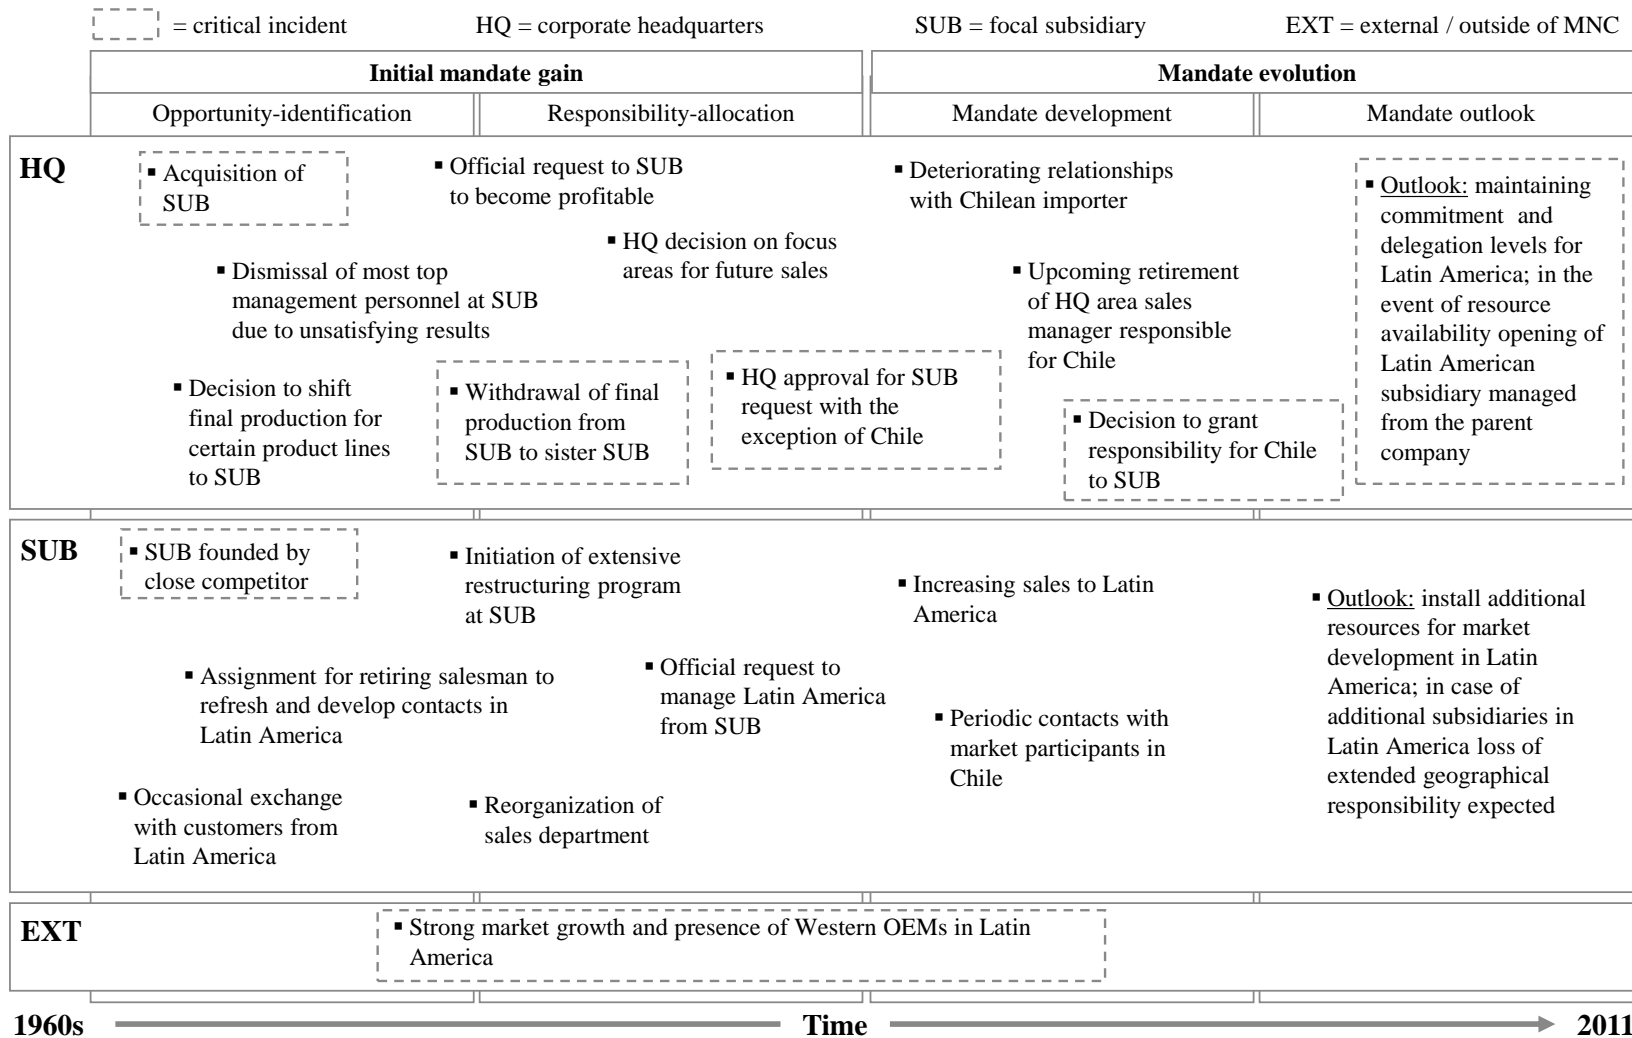 = critical incident
HQ = corporate headquarters
SUB = focal subsidiary
EXT = external / outside of MNC
Initial mandate gain
Mandate evolution
Opportunity-identification
Responsibility-allocation
Mandate development
Mandate outlook
HQ
▪ Acquisition of
SUB
▪ Dismissal of most top
management personnel at SUB
due to unsatisfying results
▪ Decision to shift
final production for
certain product lines
to SUB
▪ Official request to SUB
to become profitable
▪ HQ decision on focus
areas for future sales
▪ Withdrawal of final
production from
SUB to sister SUB
▪ HQ approval for SUB
request with the
exception of Chile
▪ Deteriorating relationships
with Chilean importer
▪ Upcoming retirement
of HQ area sales
manager responsible
for Chile
▪ Decision to grant
responsibility for Chile
to SUB
▪ Outlook: maintaining
commitment and
delegation levels for
Latin America; in the
event of resource
availability opening of
Latin American
subsidiary managed
from the parent
company
SUB
▪ SUB founded by
close competitor
▪ Assignment for retiring salesman to
refresh and develop contacts in
Latin America
▪ Occasional exchange
with customers from
Latin America
▪ Initiation of extensive
restructuring program
at SUB
▪ Official request to
manage Latin America
from SUB
▪ Reorganization of
sales department
▪ Increasing sales to Latin
America
▪ Periodic contacts with
market participants in
Chile
▪ Outlook: install additional
resources for market
development in Latin
America; in case of
additional subsidiaries in
Latin America loss of
extended geographical
responsibility expected
EXT
▪ Strong market growth and presence of Western OEMs in Latin
America
1960s
Time
2011